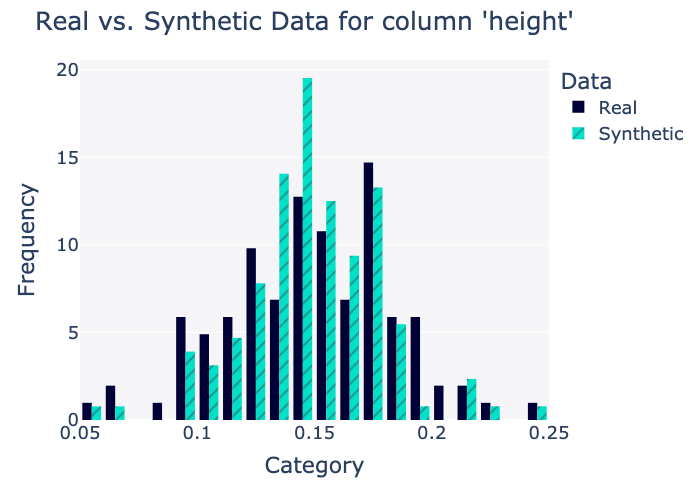 Real vs. Synthetic Data for column 'height'
Data
Real
Synthetic
20
15
10
5
0
Frequency
0.05
0.1
0.15
0.2
0.25
Category